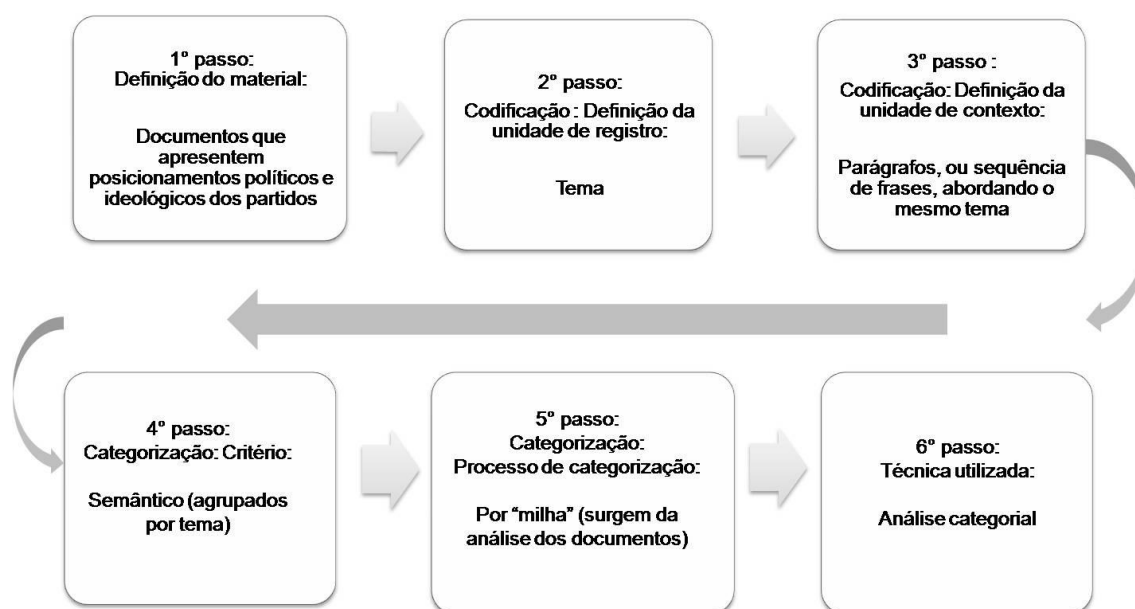 1º passo:
Definição do material:
Documentos que
apresentem
posicionamentos políticos e
ideológicos dos partidos
2º passo:
Codificação : Definição da
unidade de registro:
Tema
3º passo :
Codificação: Definição da
unidade de contexto:
Parágrafos, ou sequência
de frases, abordando o
mesmo tema
4º passo:
Categorização: Critério:
Semântico (agrupados
por tema)
5º passo:
Categorização:
Processo de categorização:
Por “milha” (surgem da
análise dos documentos)
6º passo:
Técnica utilizada:
Análise categorial